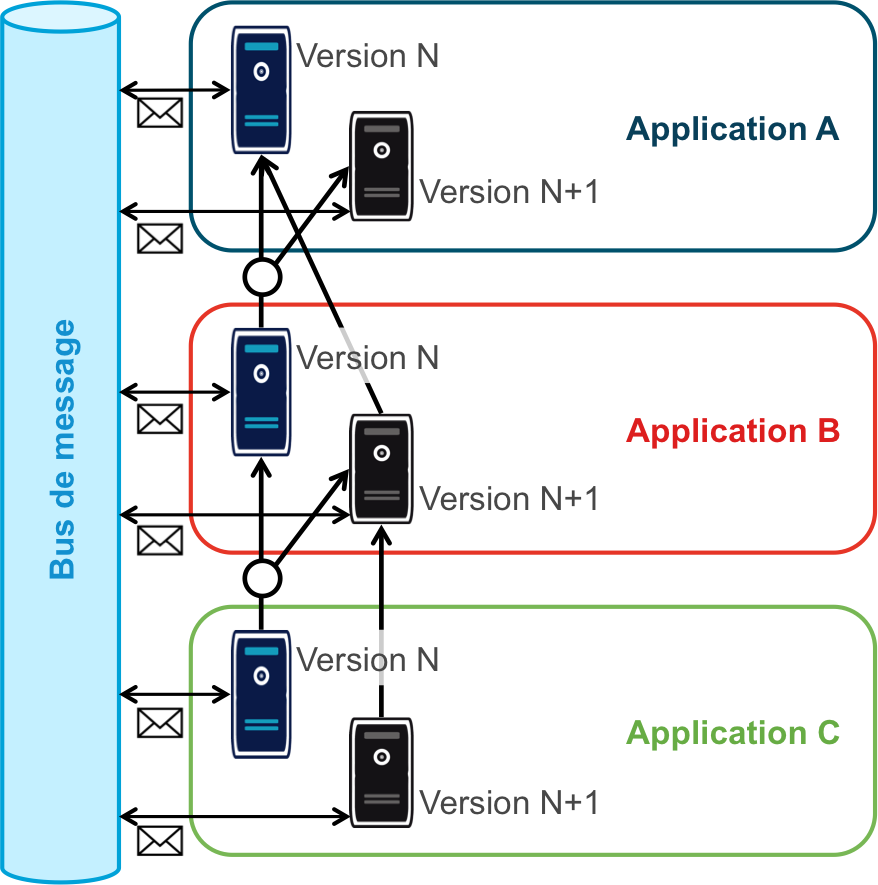 Version N
Application A
Version N+1
Bus de message
Version N
Application B
Version N+1
Version N
Application C
Version N+1